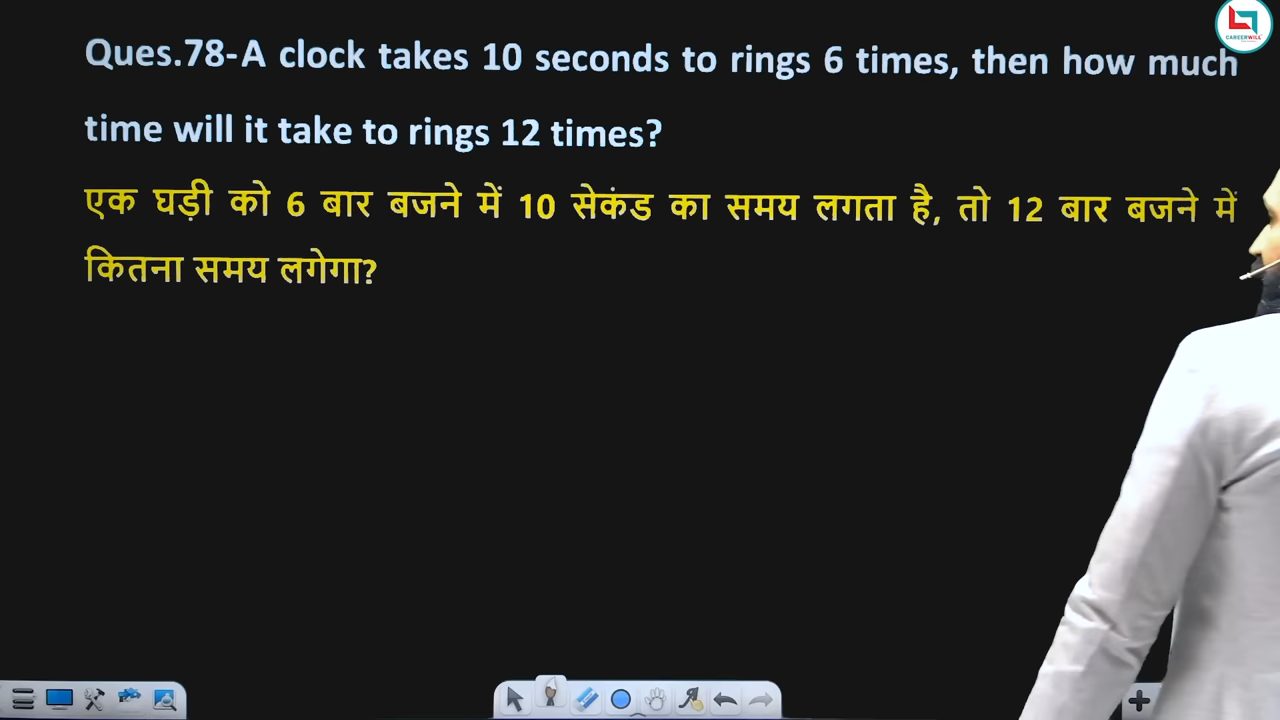 Ques.78-A clock takes 10 seconds to rings 6 times, then how much
time will it take to rings 12 times?
एक घड़ी को 6 बार बजने में 10 सेकंड का समय लगता है, तो 12 बार बजने में
कितना समय लगेगा?
CAREERWILL